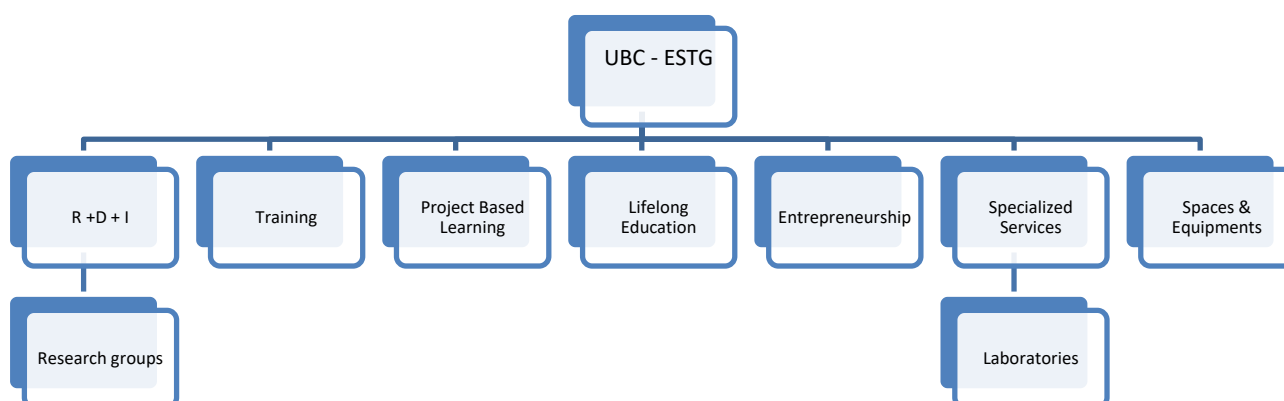 UBC - ESTG
R +D + I
Training
Project Based
Learning
Lifelong
Education
Entrepreneurship
Specialized
Services
Spaces &
Equipments
Research groups
Laboratories